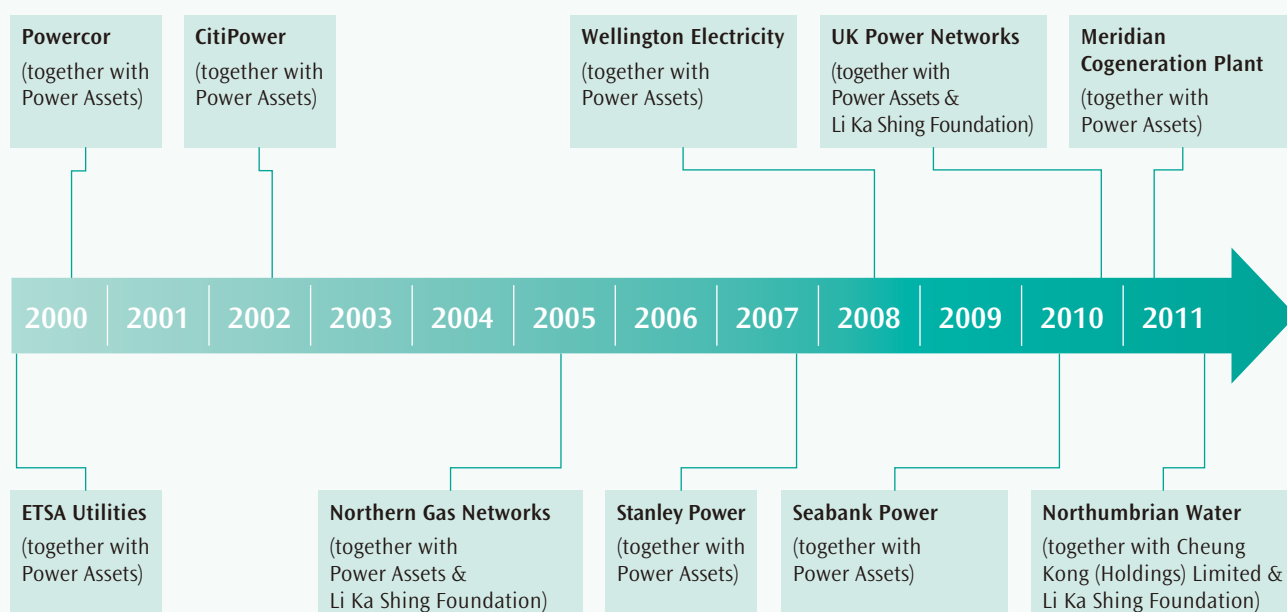 Powercor
(together with
Power Assets)
CitiPower
(together with
Power Assets)
Wellington Electricity
(together with
Power Assets)
UK Power Networks
(together with
Power Assets &
Li Ka Shing Foundation)
Meridian
Cogeneration Plant
(together with
Power Assets)
2000
2001
2002
2003
2004
2005
2006
2007
2008
2009
2010
2011
ETSA Utilities
(together with
Power Assets)
Northern Gas Networks
(together with
Power Assets &
Li Ka Shing Foundation)
Stanley Power
(together with
Power Assets)
Seabank Power
(together with
Power Assets)
Northumbrian Water
(together with Cheung
Kong (Holdings) Limited &
Li Ka Shing Foundation)